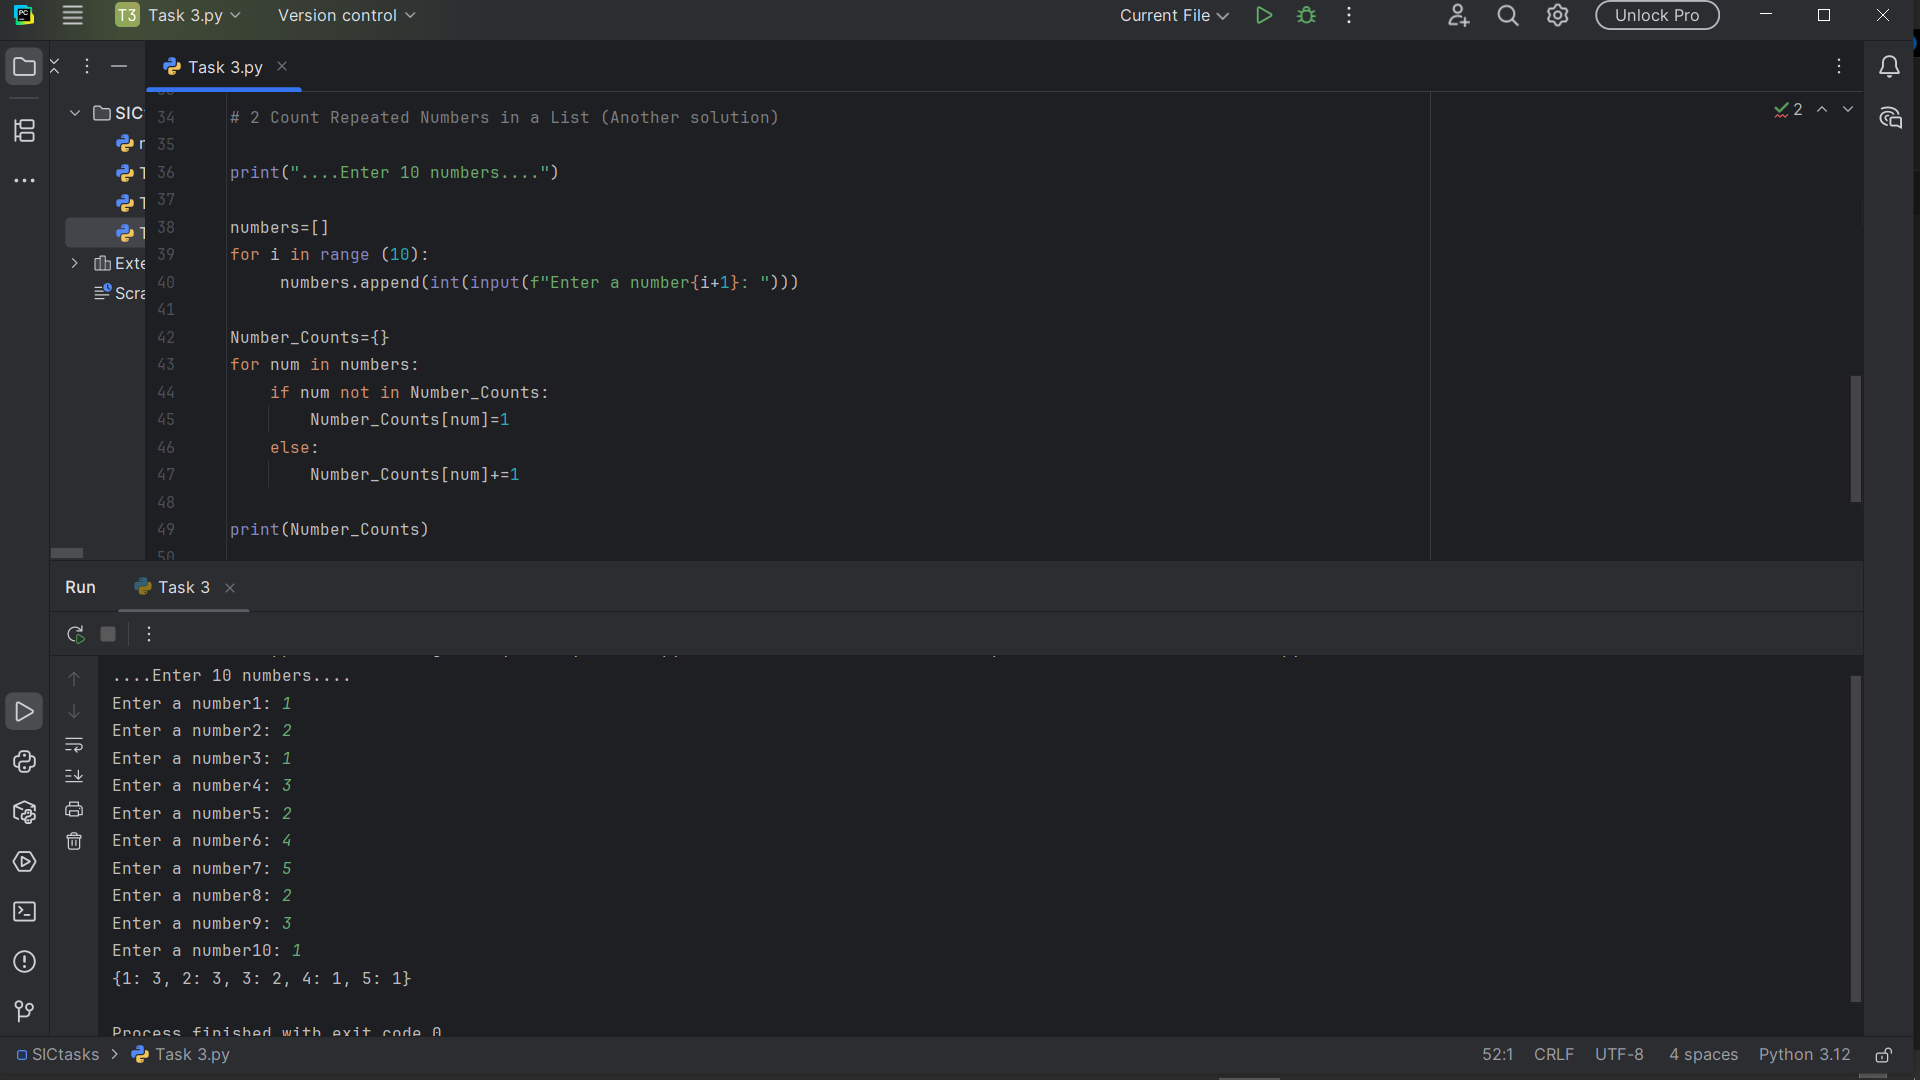 PC
T3 Task 3.py
Version control
Current File
Unlock Pro
Task 3.py
SIC
Exte
Scra
34 # 2 Count Repeated Numbers in a List (Another solution)
35
36 print("....Enter 10 numbers....")
37
38 numbers=[]
39 for i in range (10):
40 numbers.append(int(input(f"Enter a number{i+1}: ")))
41
42 Number_Counts={}
43 for num in numbers:
44 if num not in Number_Counts:
45 Number_Counts[num]=1
46 else:
47 Number_Counts[num]+=1
48
49 print(Number_Counts)
50
2
Run
Task 3
....Enter 10 numbers....
Enter a number1: 1
Enter a number2: 2
Enter a number3: 1
Enter a number4: 3
Enter a number5: 2
Enter a number6: 4
Enter a number7: 5
Enter a number8: 2
Enter a number9: 3
Enter a number10: 1
{1: 3, 2: 3, 3: 2, 4: 1, 5: 1}
Process finished with exit code 0
SICtasks > Task 3.py
52:1 CRLF UTF-8 4 spaces Python 3.12